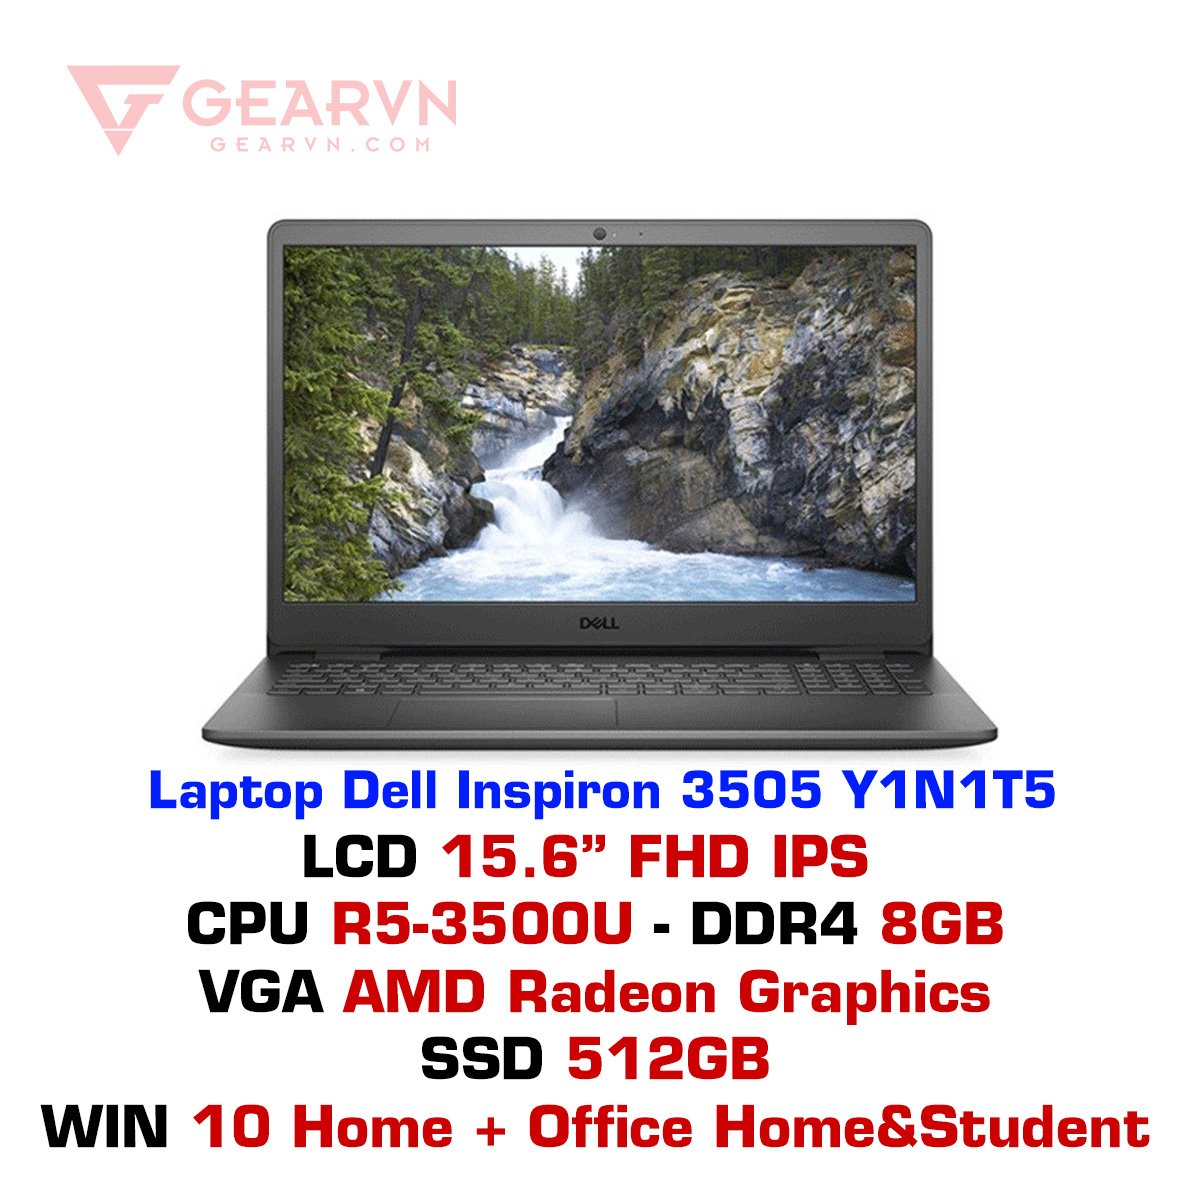 GEARVN
GEARVN.COM
DELL
Laptop Dell Inspiron 3505 Y1N1T5
LCD 15.6” FHD IPS
CPU R5-3500U - DDR4 8GB
VGA AMD Radeon Graphics
SSD 512GB
WIN 10 Home + Office Home&Student